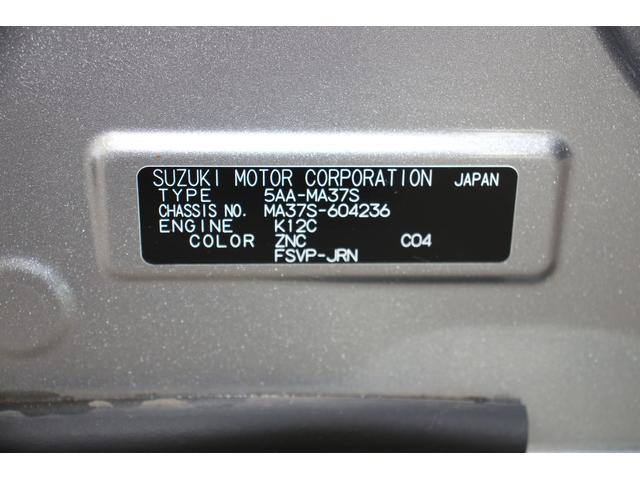 SUZUKI MOTOR CORPORATION JAPAN
TYPE 5AA-MA37S
CHASSIS NO. MA37S-604236
ENGINE K12C
COLOR ZNC C04
FSVP-JRN